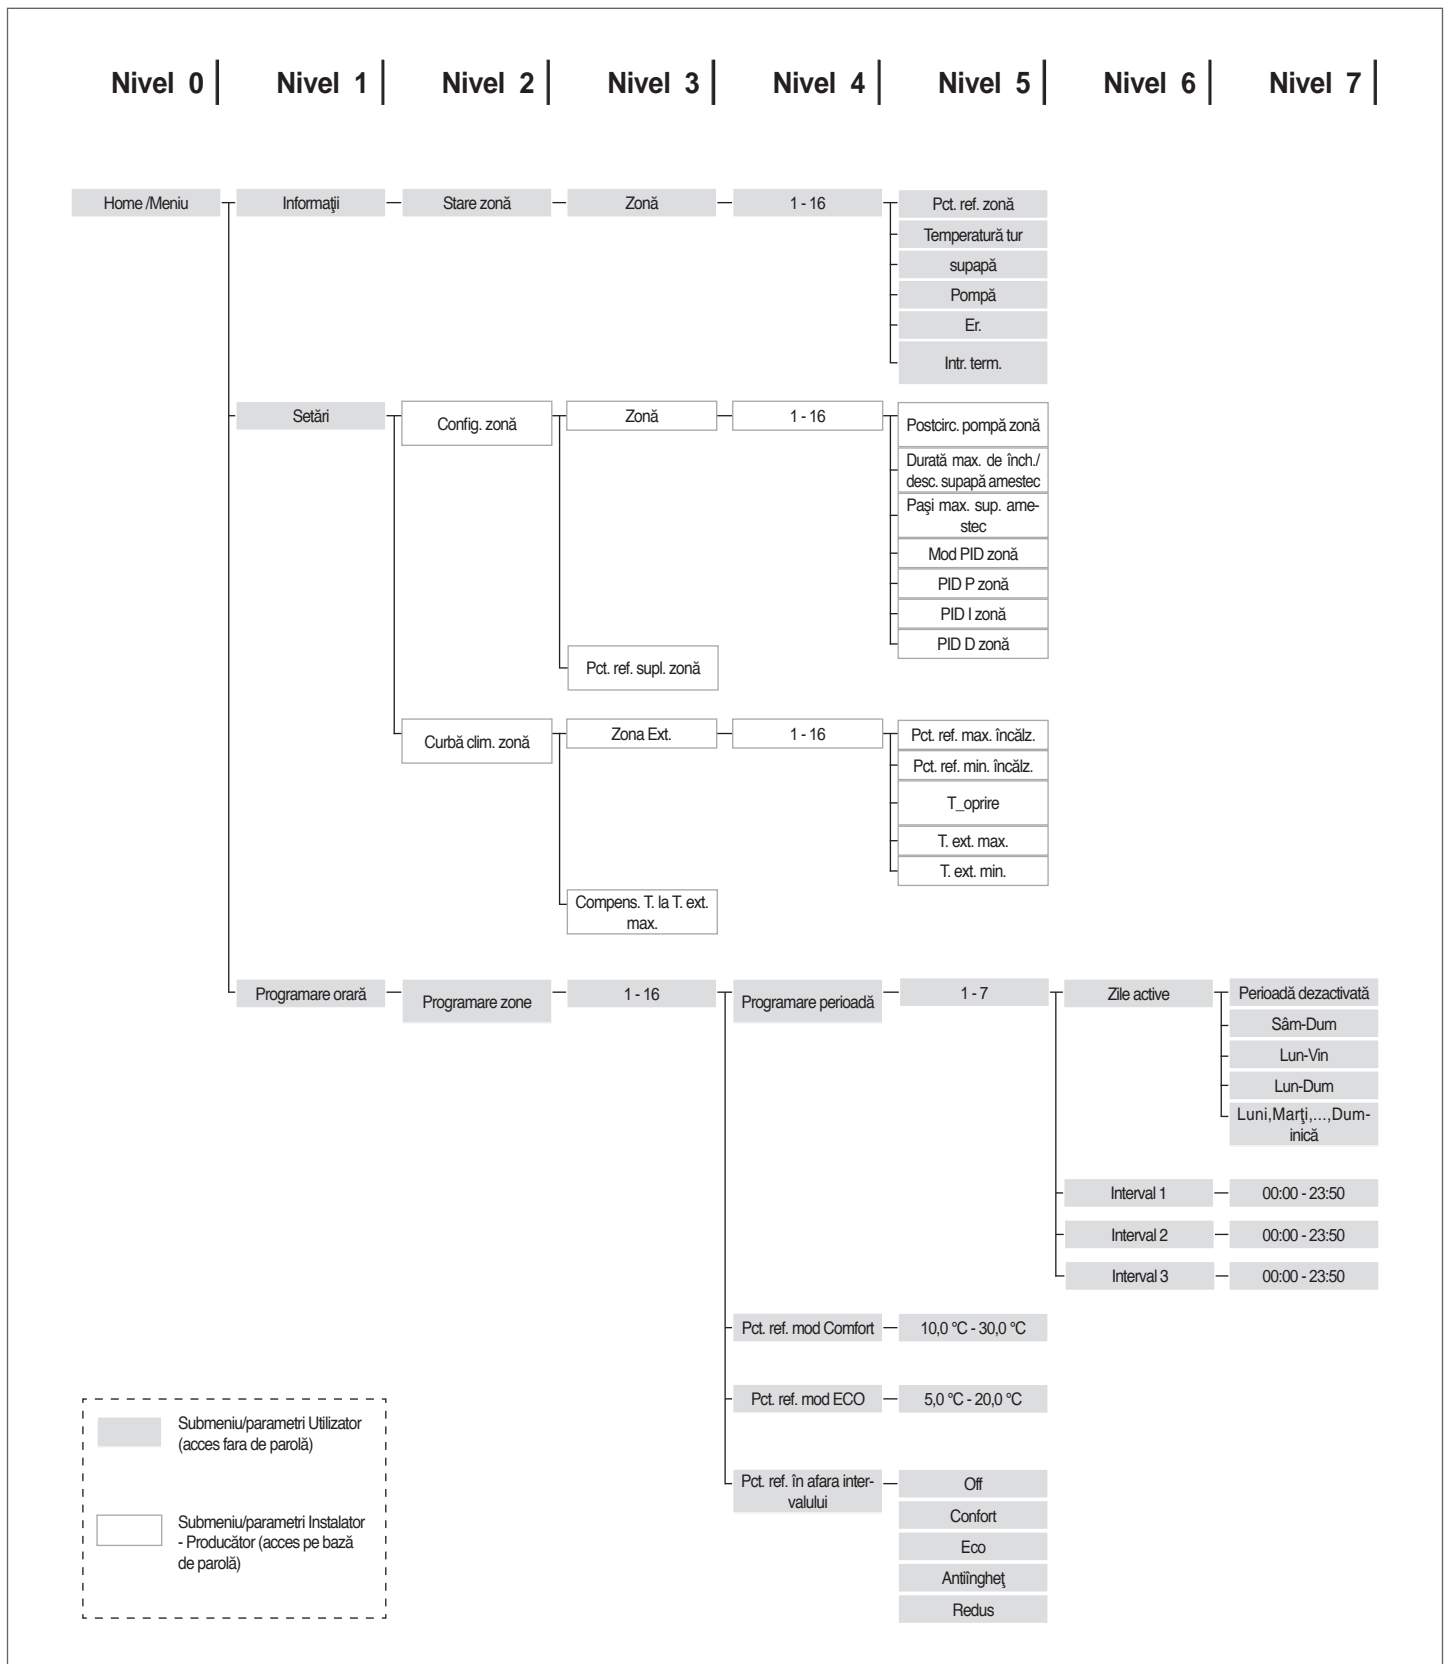 Nivel 0 Nivel 1 Nivel 2 Nivel 3 Nivel 4 Nivel 5 Nivel 6 Nivel 7
Home /Meniu Informaţii Stare zonă Zonă 1 - 16 Pct. ref. zonă
Temperatură tur
supapă
Pompă
Er.
Intr. term.
Setări Config. zonă Zonă 1 - 16 Postcirc. pompă zonă
Durată max. de înch./
desc. supapă amestec
Paşi max. sup. ame-
stec
Mod PID zonă
PID P zonă
PID I zonă
PID D zonă
Pct. ref. supl. zonă
Curbă clim. zonă Zona Ext. 1 - 16 Pct. ref. max. încălz.
Pct. ref. min. încălz.
T_oprire
T. ext. max.
T. ext. min.
Compens. T. la T. ext.
max.
Programare orară Programare zone 1 - 16 Programare perioadă 1 - 7 Zile active Perioadă dezactivată
Sâm-Dum
Lun-Vin
Lun-Dum
Luni,Marţi,...,Dum-
inică
Interval 1 00:00 - 23:50
Interval 2 00:00 - 23:50
Interval 3 00:00 - 23:50
Pct. ref. mod Comfort 10,0 °C - 30,0 °C
Pct. ref. mod ECO 5,0 °C - 20,0 °C
Pct. ref. în afara inter-
valului
Off
Confort
Eco
Antiîngheţ
Redus
Submeniu/parametri Utilizator
(acces fara de parolă)
Submeniu/parametri Instalator
- Producător (acces pe bază
de parolă)